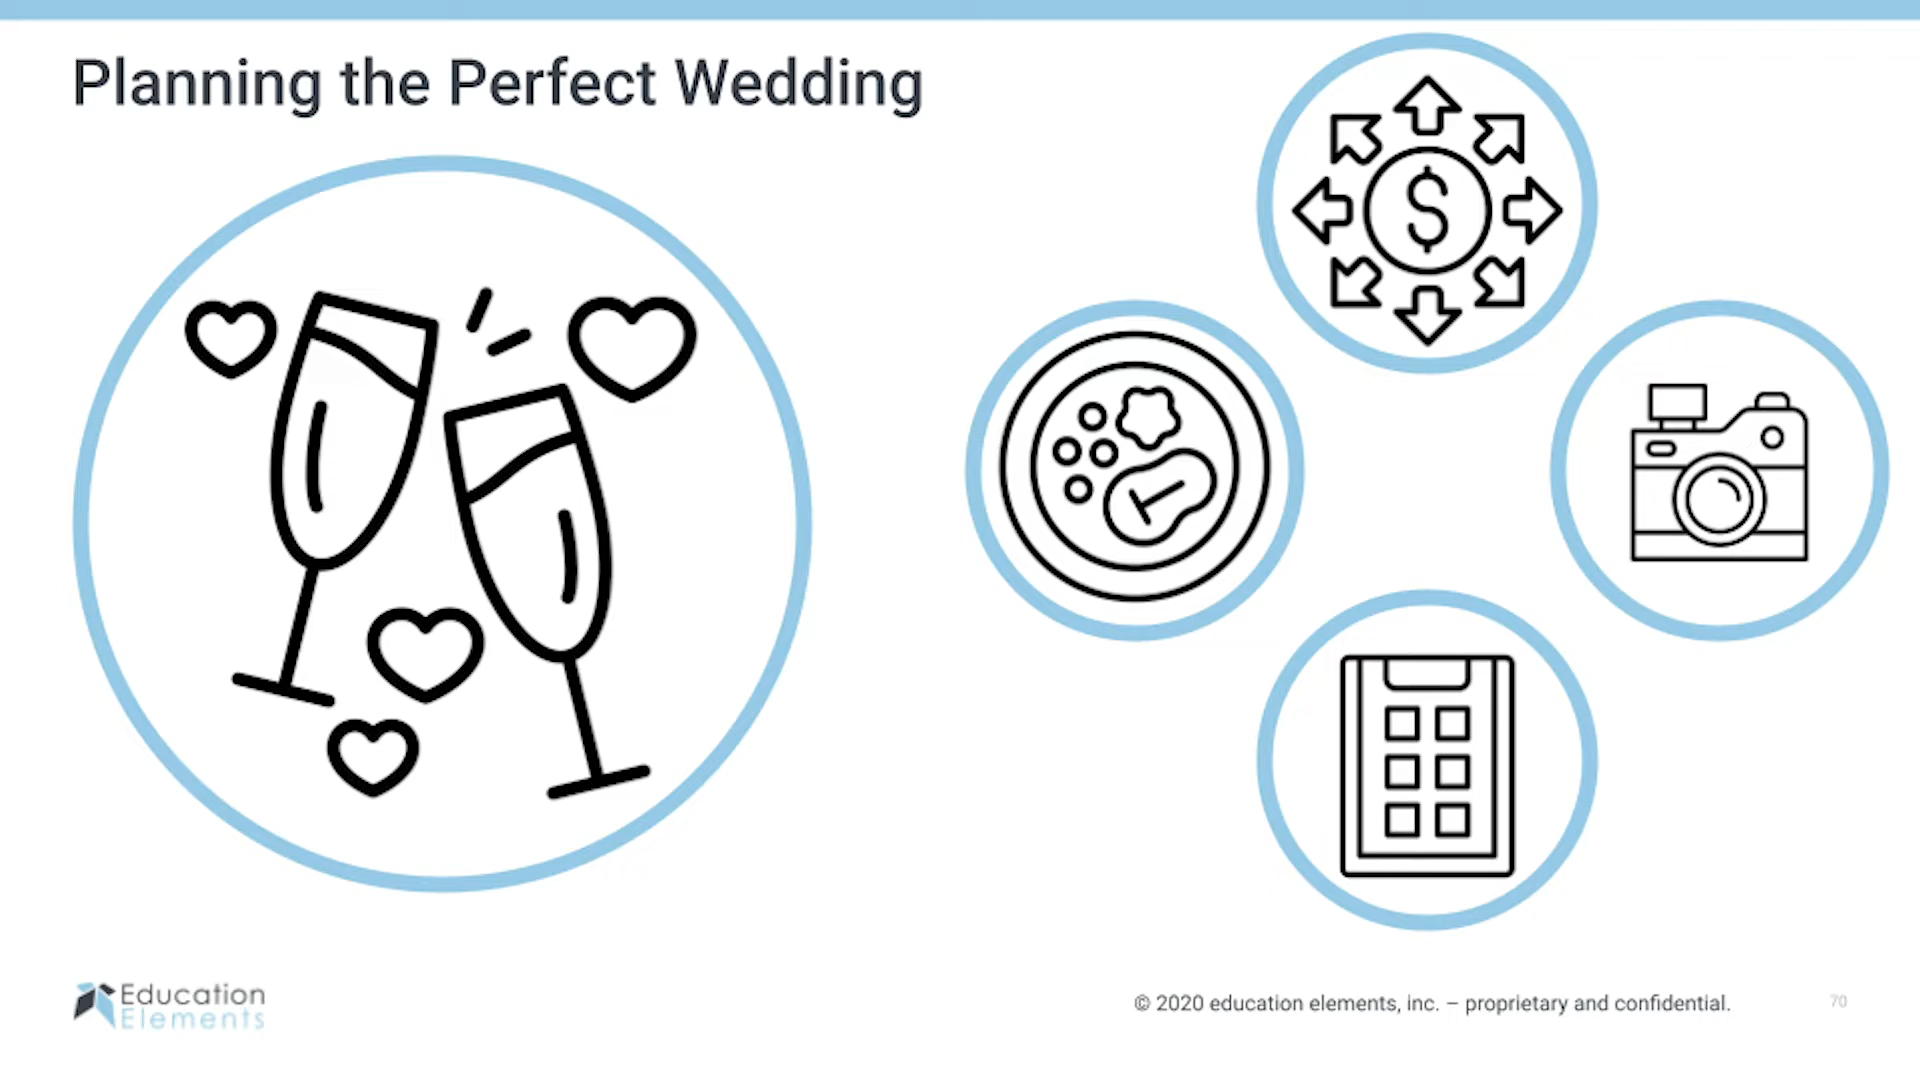 Planning the Perfect Wedding
$
Education
Elements
© 2020 education elements, inc. – proprietary and confidential.
70